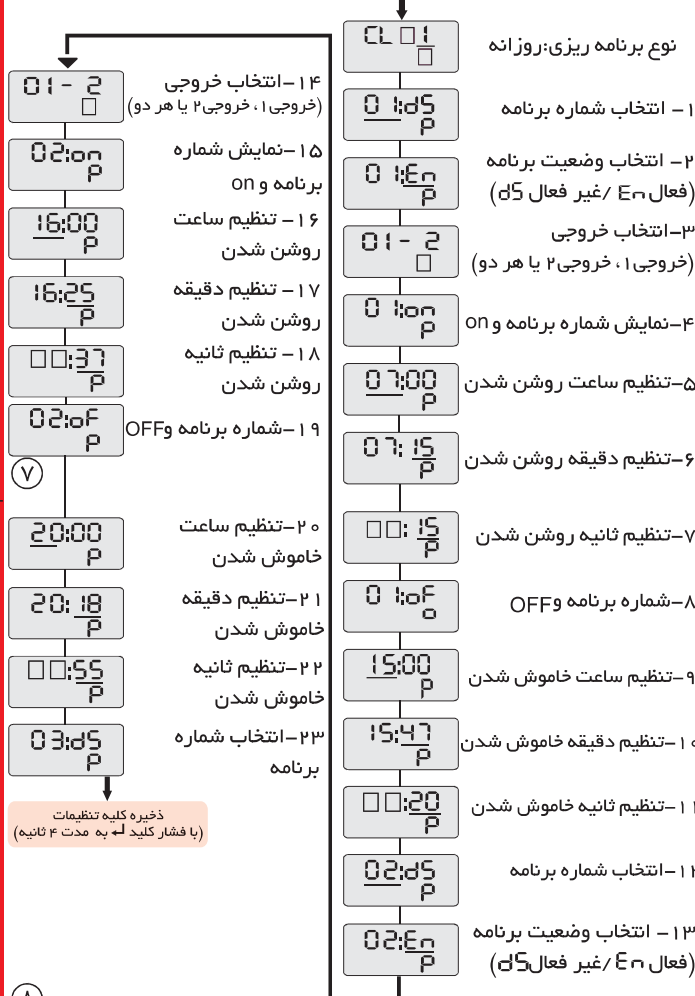 CL □1
□
نوع برنامه ریزی:روزانه
01:dS
P
۱– انتخاب شماره برنامه
01:En
P
۲– انتخاب وضعیت برنامه
(فعال En /غیر فعال dS)
01- 2
□
۳–انتخاب خروجی
(خروجی۱، خروجی۲ یا هر دو)
01:on
P
۴–نمایش شماره برنامه و on
07:00
P
۵–تنظیم ساعت روشن شدن
07:15
P
۶–تنظیم دقیقه روشن شدن
□□:15
P
۷–تنظیم ثانیه روشن شدن
01:oF
o
۸–شماره برنامه و OFF
15:00
P
۹–تنظیم ساعت خاموش شدن
15:47
P
۱۰–تنظیم دقیقه خاموش شدن
□□:20
P
۱۱–تنظیم ثانیه خاموش شدن
02:dS
P
۱۲–انتخاب شماره برنامه
02:En
P
۱۳– انتخاب وضعیت برنامه
(فعال En /غیر فعال dS)
01- 2
□
۱۴–انتخاب خروجی
(خروجی۱، خروجی۲ یا هر دو)
02:on
P
۱۵–نمایش شماره
برنامه و on
16:00
P
۱۶– تنظیم ساعت
روشن شدن
16:25
P
۱۷– تنظیم دقیقه
روشن شدن
□□:37
P
۱۸– تنظیم ثانیه
روشن شدن
02:oF
P
۱۹–شماره برنامه و OFF
۷
20:00
P
۲۰–تنظیم ساعت
خاموش شدن
20:18
P
۲۱–تنظیم دقیقه
خاموش شدن
□□:55
P
۲۲–تنظیم ثانیه
خاموش شدن
03:dS
P
۲۳–انتخاب شماره
برنامه
ذخیره کلیه تنظیمات
(با فشار کلید ↵ به مدت ۴ ثانیه)
۸